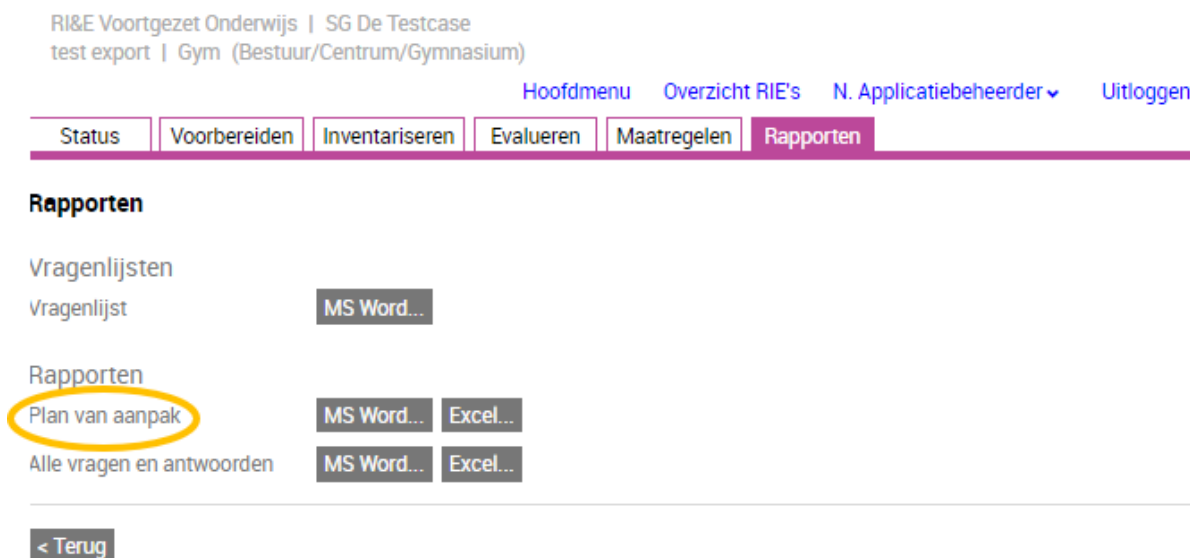 RI&E Voortgezet Onderwijs | SG De Testcase
test export | Gym (Bestuur/Centrum/Gymnasium)
Hoofdmenu Overzicht RIE's N. Applicatiebeheerder Uitloggen
Status Voorbereiden Inventariseren Evalueren Maatregelen Rapporten
Rapporten
Vragenlijsten
Vragenlijst MS Word...
Rapporten
Plan van aanpak MS Word... Excel...
Alle vragen en antwoorden MS Word... Excel...
< Terug